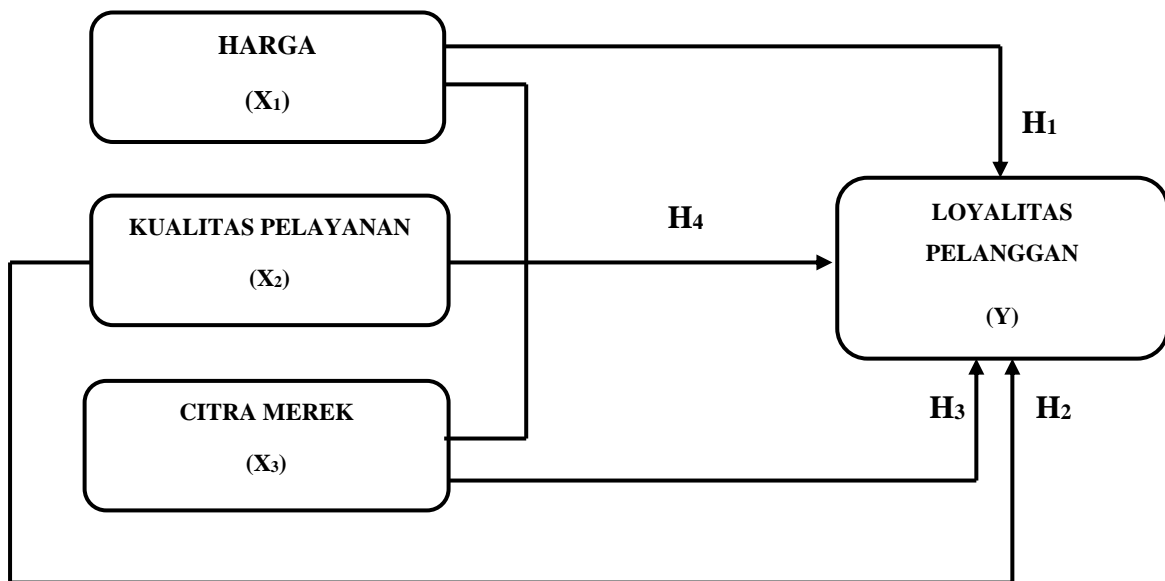 HARGA
(X₁)
H₁
KUALITAS PELAYANAN
(X₂)
H₄
LOYALITAS
PELANGGAN
(Y)
CITRA MEREK
(X₃)
H₃
H₂